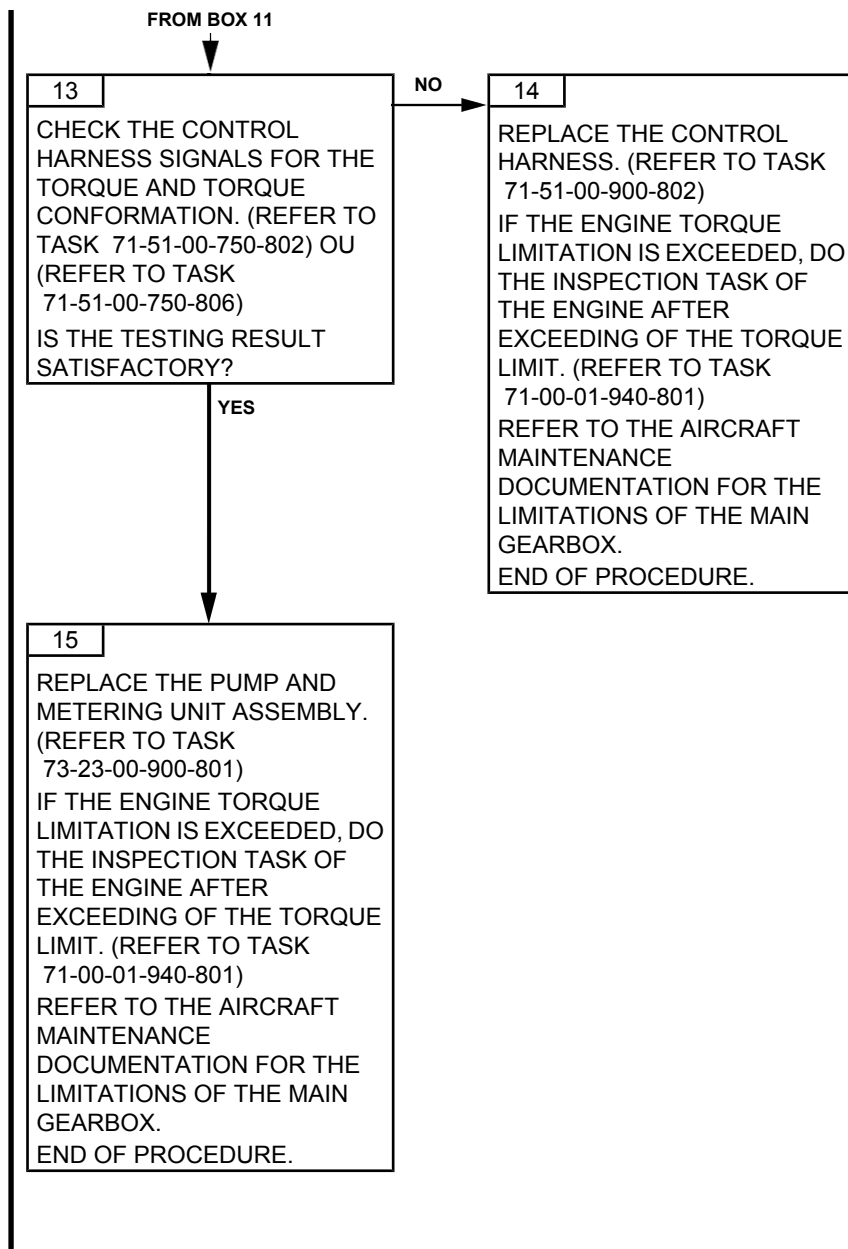 FROM BOX 11
13
CHECK THE CONTROL
HARNESS SIGNALS FOR THE
TORQUE AND TORQUE
CONFORMATION. (REFER TO
TASK 71-51-00-750-802) OU
(REFER TO TASK
71-51-00-750-806)
IS THE TESTING RESULT
SATISFACTORY?
NO
14
REPLACE THE CONTROL
HARNESS. (REFER TO TASK
71-51-00-900-802)
IF THE ENGINE TORQUE
LIMITATION IS EXCEEDED, DO
THE INSPECTION TASK OF
THE ENGINE AFTER
EXCEEDING OF THE TORQUE
LIMIT. (REFER TO TASK
71-00-01-940-801)
REFER TO THE AIRCRAFT
MAINTENANCE
DOCUMENTATION FOR THE
LIMITATIONS OF THE MAIN
GEARBOX.
END OF PROCEDURE.
YES
15
REPLACE THE PUMP AND
METERING UNIT ASSEMBLY.
(REFER TO TASK
73-23-00-900-801)
IF THE ENGINE TORQUE
LIMITATION IS EXCEEDED, DO
THE INSPECTION TASK OF
THE ENGINE AFTER
EXCEEDING OF THE TORQUE
LIMIT. (REFER TO TASK
71-00-01-940-801)
REFER TO THE AIRCRAFT
MAINTENANCE
DOCUMENTATION FOR THE
LIMITATIONS OF THE MAIN
GEARBOX.
END OF PROCEDURE.